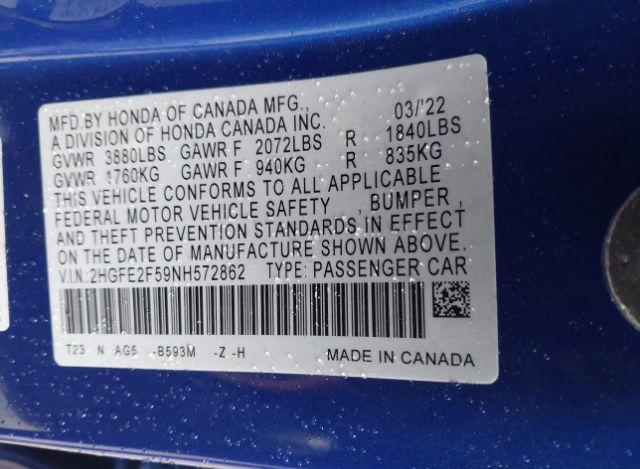 MFD.BY HONDA OF CANADA MFG., 03/'22
A DIVISION OF HONDA CANADA INC.
GVWR 3880LBS GAWR F 2072LBS R 1840LBS
GVWR 1760KG GAWR F 940KG R 835KG
THIS VEHICLE CONFORMS TO ALL APPLICABLE
FEDERAL MOTOR VEHICLE SAFETY, BUMPER,
AND THEFT PREVENTION STANDARDS IN EFFECT
ON THE DATE OF MANUFACTURE SHOWN ABOVE.
V.I.N:2HGFE2F59NH572862 TYPE: PASSENGER CAR
T23 N AG5 -B593M -Z -H MADE IN CANADA